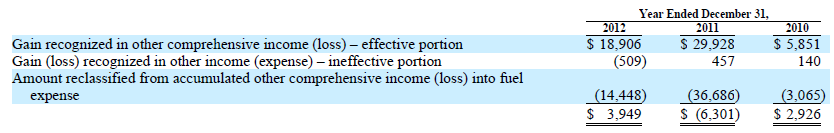 Year Ended December 31,
2012 2011 2010
Gain recognized in other comprehensive income (loss) – effective portion $ 18,906 $ 29,928 $ 5,851
Gain (loss) recognized in other income (expense) – ineffective portion (509) 457 140
Amount reclassified from accumulated other comprehensive income (loss) into fuel
expense (14,448) (36,686) (3,065)
$ 3,949 $ (6,301) $ 2,926